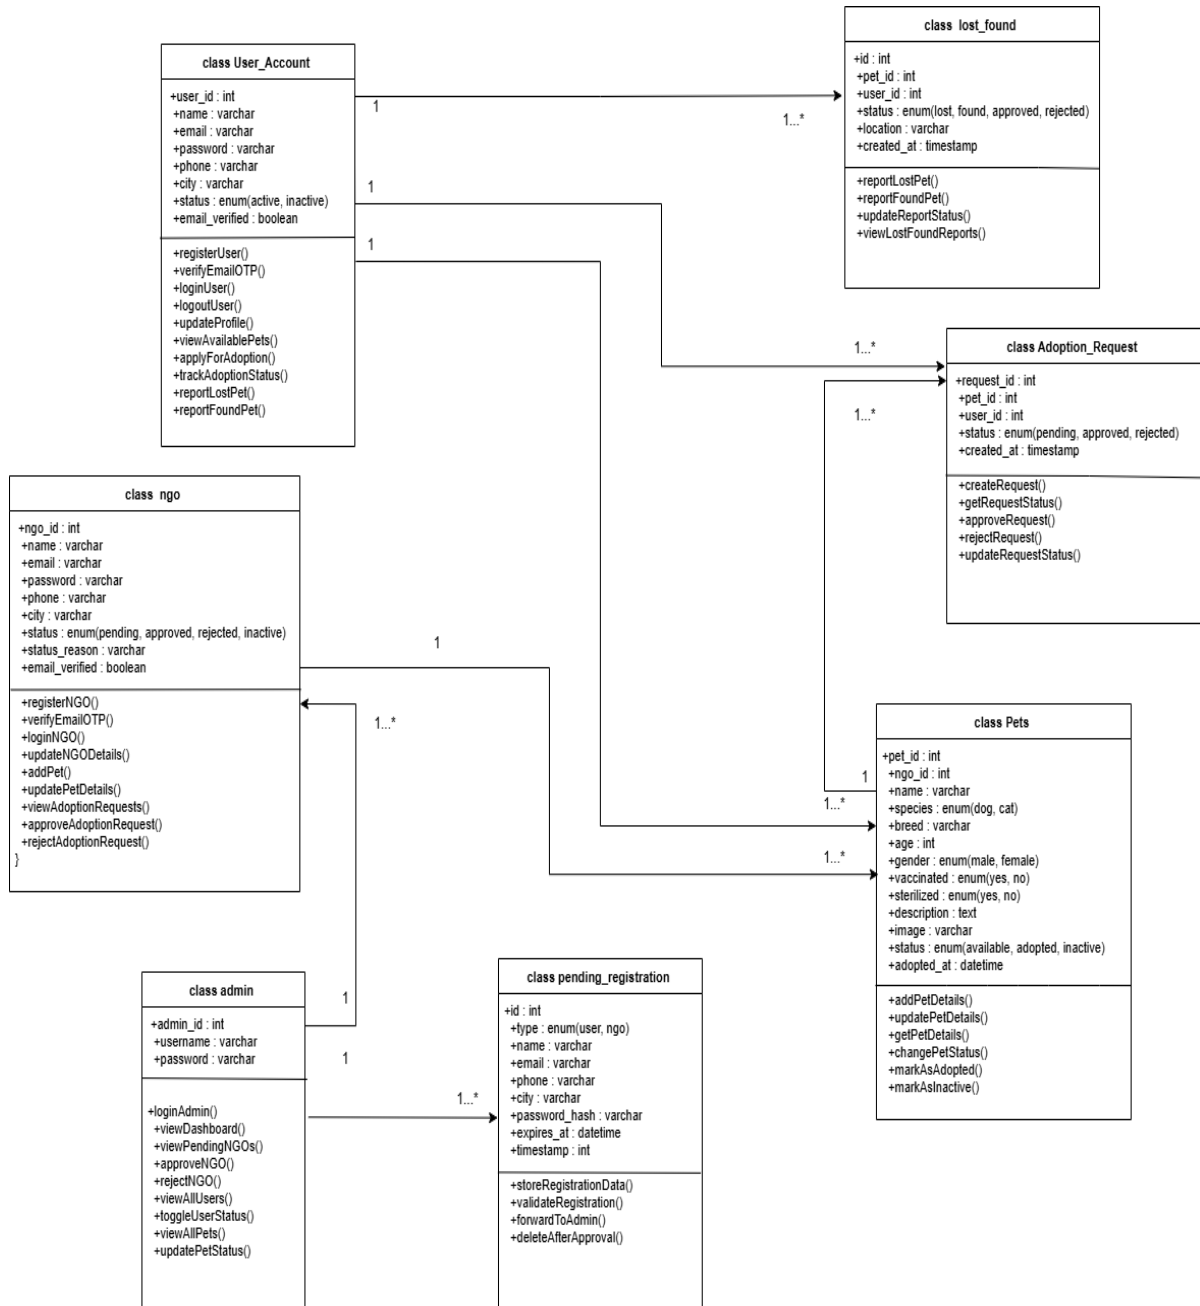 class User_Account
+user_id : int
+name : varchar
+email : varchar
+password : varchar
+phone : varchar
+city : varchar
+status : enum(active, inactive)
+email_verified : boolean
+registerUser()
+verifyEmailOTP()
+loginUser()
+logoutUser()
+updateProfile()
+viewAvailablePets()
+applyForAdoption()
+trackAdoptionStatus()
+reportLostPet()
+reportFoundPet()
1
1...*
1
1
class lost_found
+id : int
+pet_id : int
+user_id : int
+status : enum(lost, found, approved, rejected)
+location : varchar
+created_at : timestamp
+reportLostPet()
+reportFoundPet()
+updateReportStatus()
+viewLostFoundReports()
1...*
1...*
class Adoption_Request
+request_id : int
+pet_id : int
+user_id : int
+status : enum(pending, approved, rejected)
+created_at : timestamp
+createRequest()
+getRequestStatus()
+approveRequest()
+rejectRequest()
+updateRequestStatus()
class ngo
+ngo_id : int
+name : varchar
+email : varchar
+password : varchar
+phone : varchar
+city : varchar
+status : enum(pending, approved, rejected, inactive)
+status_reason : varchar
+email_verified : boolean
+registerNGO()
+verifyEmailOTP()
+loginNGO()
+updateNGODetails()
+addPet()
+updatePetDetails()
+viewAdoptionRequests()
+approveAdoptionRequest()
+rejectAdoptionRequest()
}
1
1...*
1
1...*
1...*
class Pets
+pet_id : int
+ngo_id : int
+name : varchar
+species : enum(dog, cat)
+breed : varchar
+age : int
+gender : enum(male, female)
+vaccinated : enum(yes, no)
+sterilized : enum(yes, no)
+description : text
+image : varchar
+status : enum(available, adopted, inactive)
+adopted_at : datetime
+addPetDetails()
+updatePetDetails()
+getPetDetails()
+changePetStatus()
+markAsAdopted()
+markAsInactive()
class admin
+admin_id : int
+username : varchar
+password : varchar
+loginAdmin()
+viewDashboard()
+viewPendingNGOs()
+approveNGO()
+rejectNGO()
+viewAllUsers()
+toggleUserStatus()
+viewAllPets()
+updatePetStatus()
1
1
1...*
class pending_registration
+id : int
+type : enum(user, ngo)
+name : varchar
+email : varchar
+phone : varchar
+city : varchar
+password_hash : varchar
+expires_at : datetime
+timestamp : int
+storeRegistrationData()
+validateRegistration()
+forwardToAdmin()
+deleteAfterApproval()